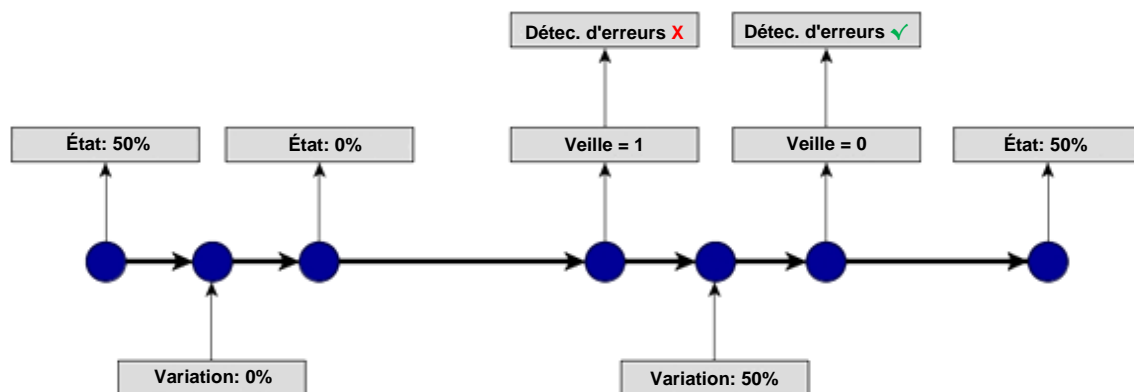 Détec. d'erreurs X
Détec. d'erreurs ✓
État: 50%
État: 0%
Veille = 1
Veille = 0
État: 50%
Variation: 0%
Variation: 50%